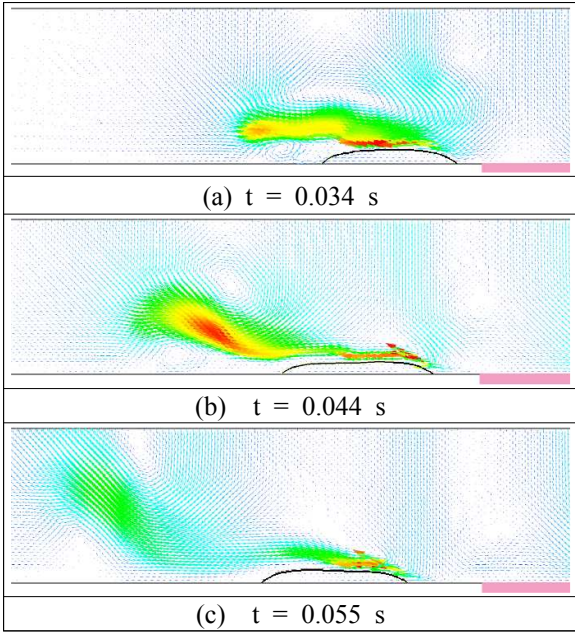 (a) t = 0.034 s
(b) t = 0.044 s
(c) t = 0.055 s